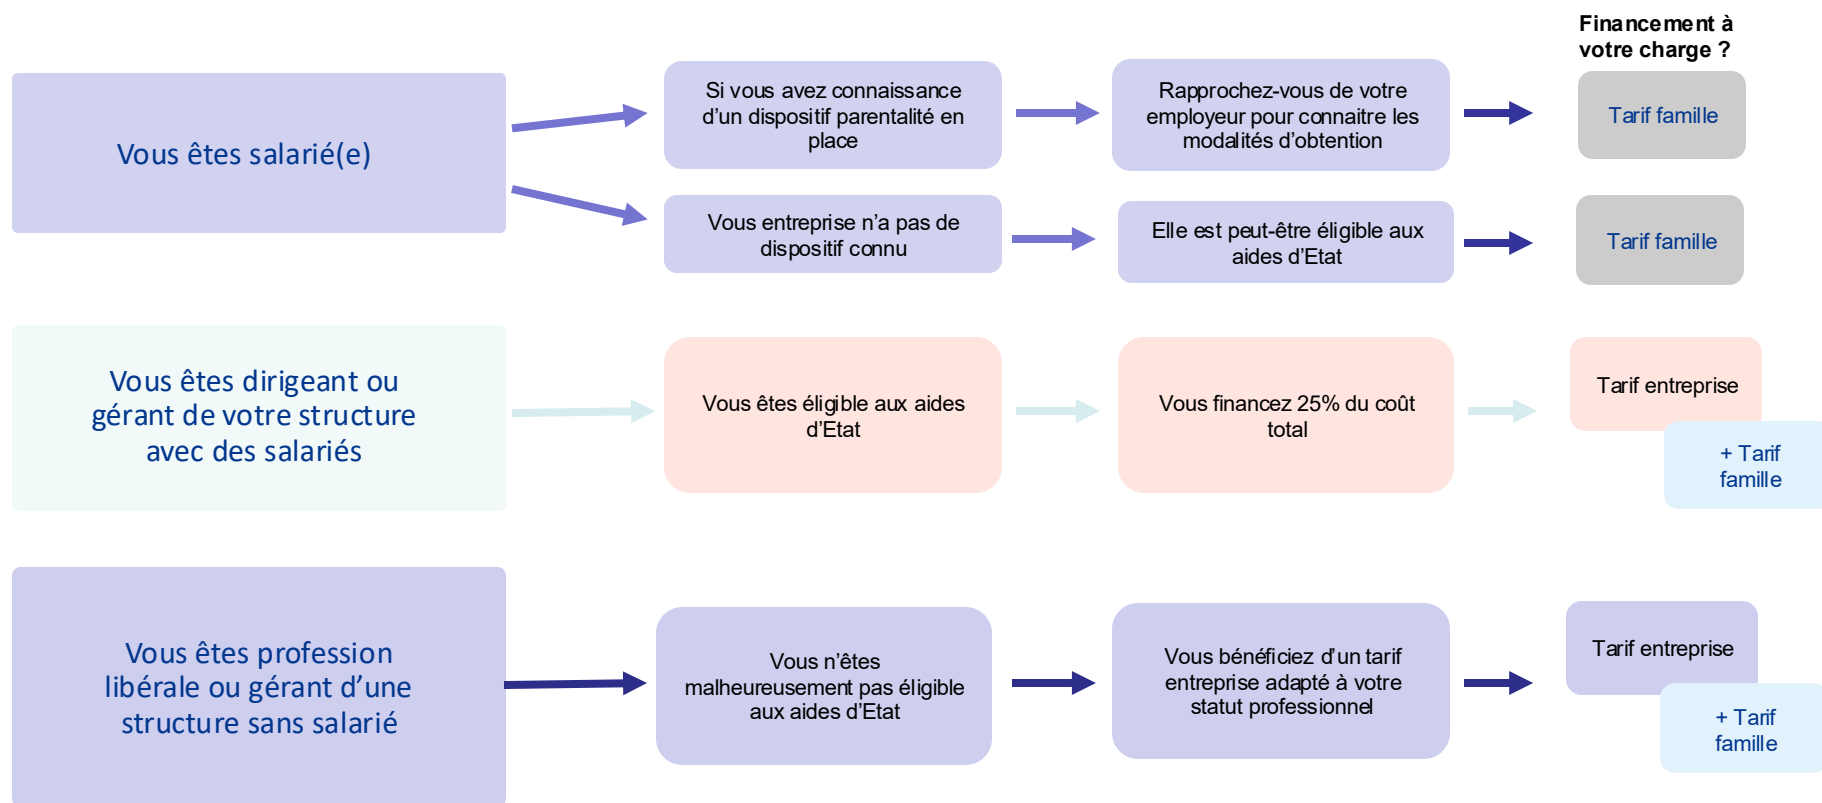 Financement à
votre charge ?
Vous êtes salarié(e)
Si vous avez connaissance
d’un dispositif parentalité en
place
Rapprochez-vous de votre
employeur pour connaitre les
modalités d’obtention
Tarif famille
Vous entreprise n’a pas de
dispositif connu
Elle est peut-être éligible aux
aides d’Etat
Tarif famille
Vous êtes dirigeant ou
gérant de votre structure
avec des salariés
Vous êtes éligible aux aides
d’Etat
Vous financez 25% du coût
total
Tarif entreprise
+ Tarif
famille
Vous êtes profession
libérale ou gérant d’une
structure sans salarié
Vous n’êtes
malheureusement pas éligible
aux aides d’Etat
Vous bénéficiez d’un tarif
entreprise adapté à votre
statut professionnel
Tarif entreprise
+ Tarif
famille